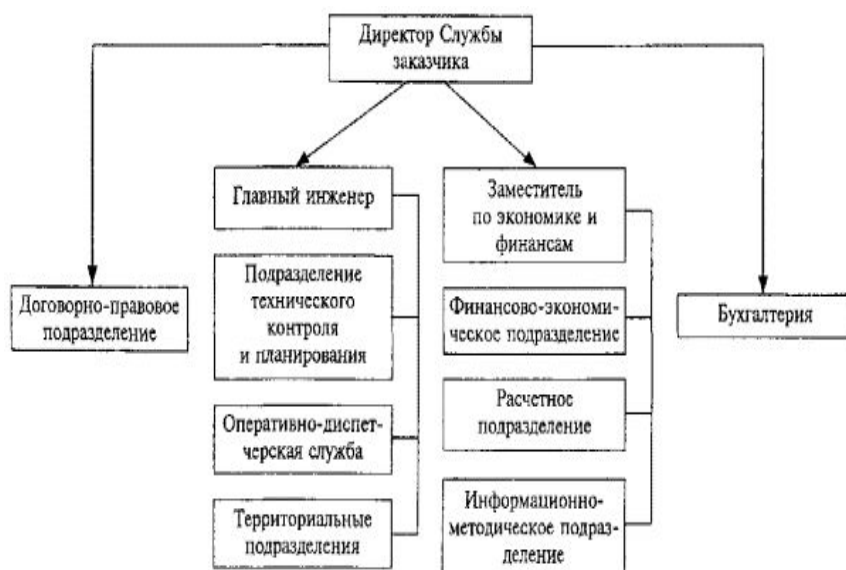 Директор Службы
заказчика
Главный инженер
Заместитель
по экономике и
финансам
Договорно-правовое
подразделение
Подразделение
технического
контроля
и планирования
Финансово-экономи-
ческое подразделение
Бухгалтерия
Оперативно-диспет-
черская служба
Расчетное
подразделение
Территориальные
подразделения
Информационно-
методическое подраз-
деление